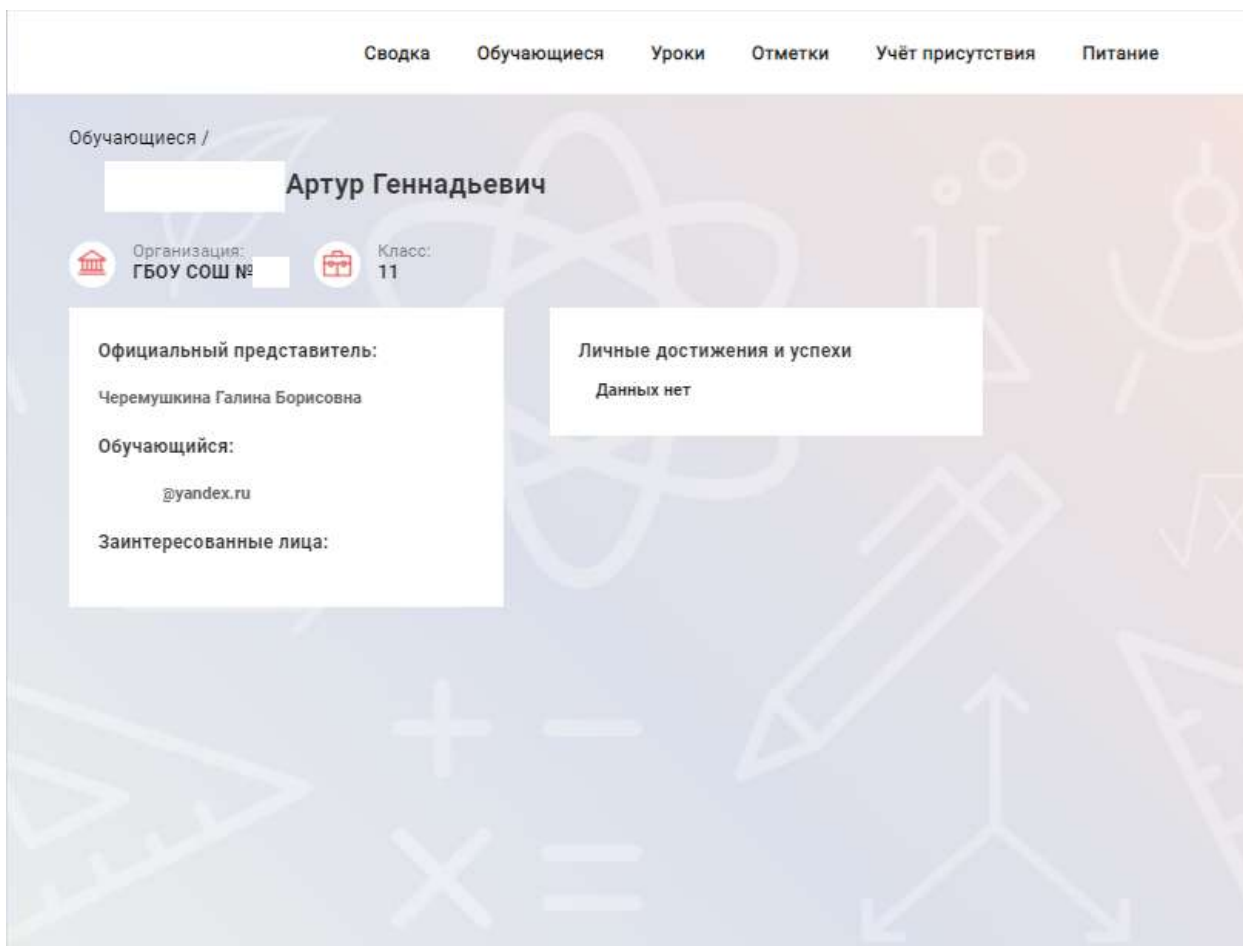 Сводка Обучающиеся Уроки Отметки Учёт присутствия Питание
Обучающиеся /
Артур Геннадьевич
Организация:
ГБОУ СОШ №
Класс:
11
Официальный представитель:
Черемушкина Галина Борисовна
Обучающийся:
@yandex.ru
Заинтересованные лица:
Личные достижения и успехи
Данных нет